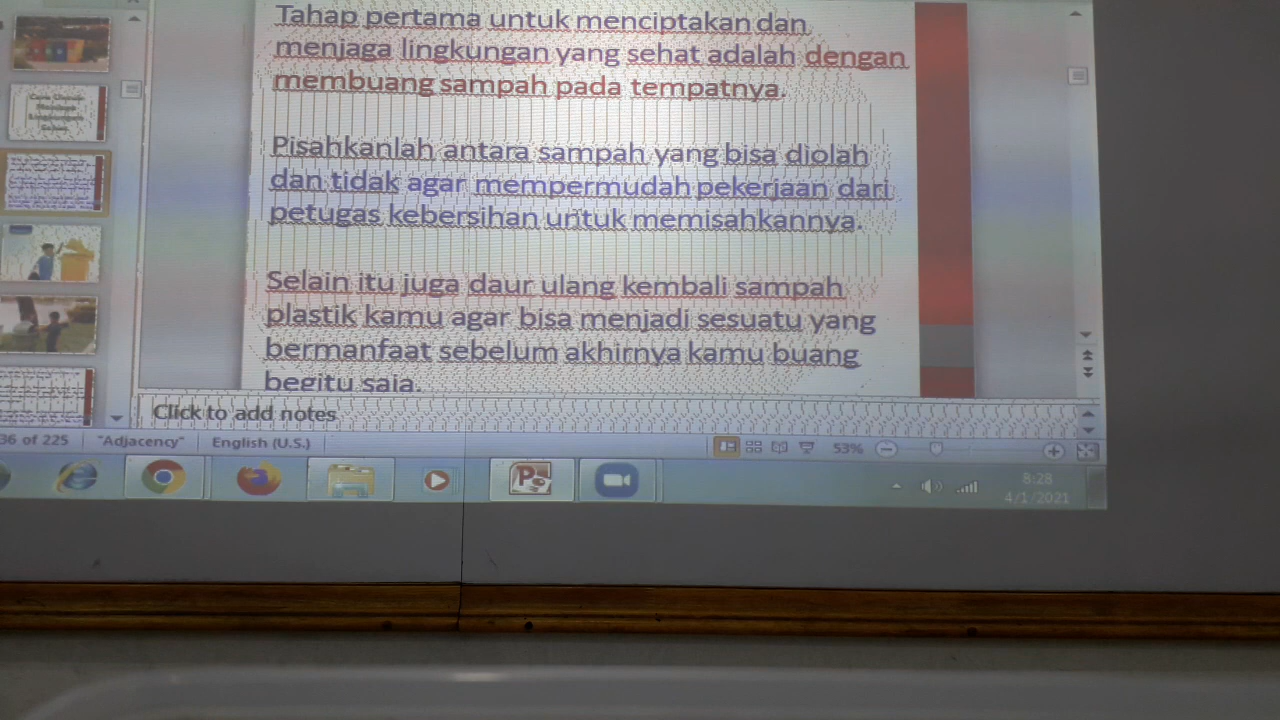 Tahap pertama untuk menciptakan dan
menjaga lingkungan yang sehat adalah dengan
membuang sampah pada tempatnya.
Pisahkanlah antara sampah yang bisa diolah
dan tidak agar mempermudah pekerjaan dari
petugas kebersihan untuk memisahkannya.
Selain itu juga daur ulang kembali sampah
plastik kamu agar bisa menjadi sesuatu yang
bermanfaat sebelum akhirnya kamu buang
begitu saja.
Click to add notes
36 of 225 "Adjacency" English (U.S.) 53%
8:28
4/1/2021